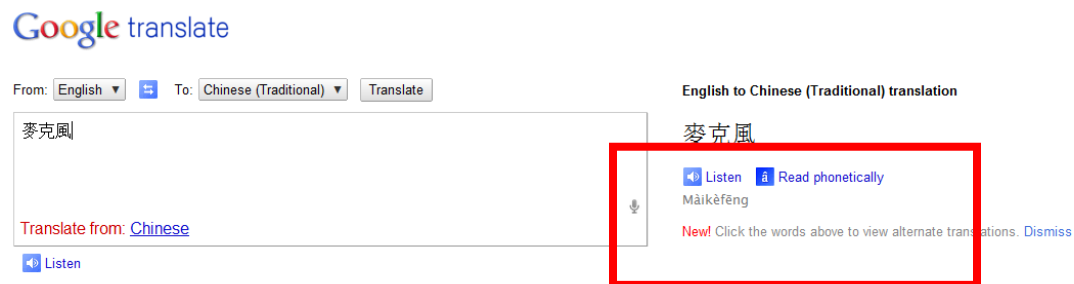 Google translate
From: English To: Chinese (Traditional) Translate
麥克風
Translate from: Chinese
Listen
English to Chinese (Traditional) translation
麥克風
Listen â Read phonetically
Màikèfēng
New! Click the words above to view alternate translations. Dismiss